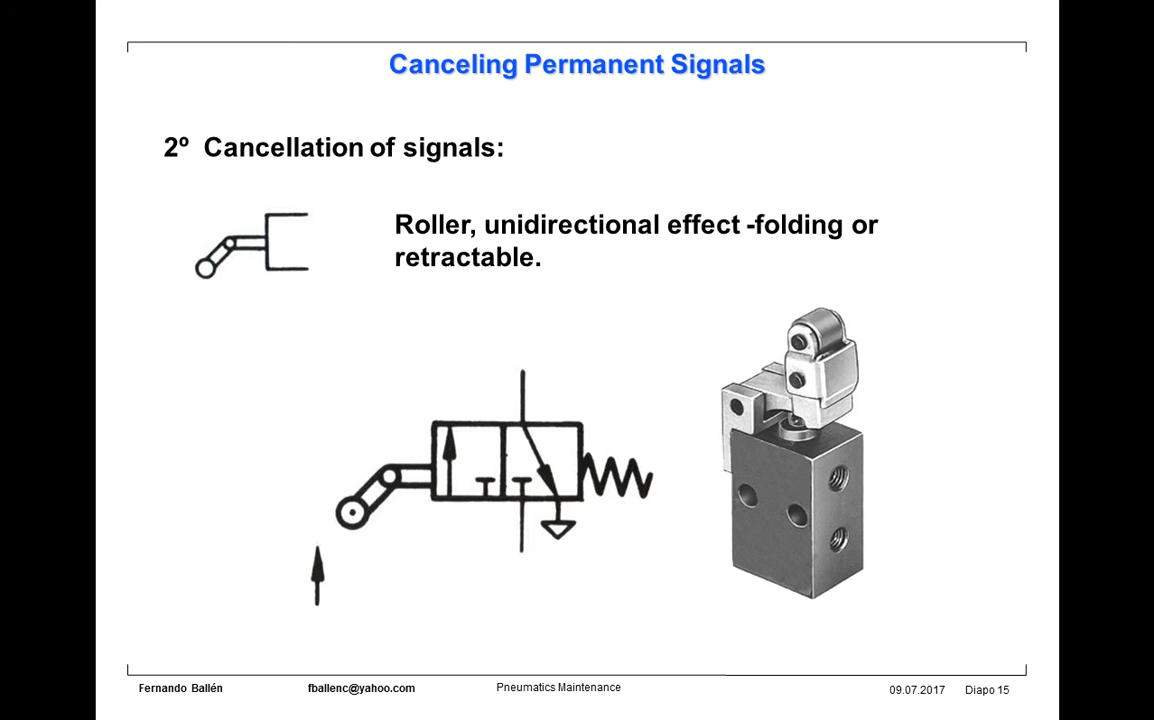 Canceling Permanent Signals
2º Cancellation of signals:
Roller, unidirectional effect -folding or
retractable.
Fernando Ballén fballenc@yahoo.com Pneumatics Maintenance 09.07.2017 Diapo 15